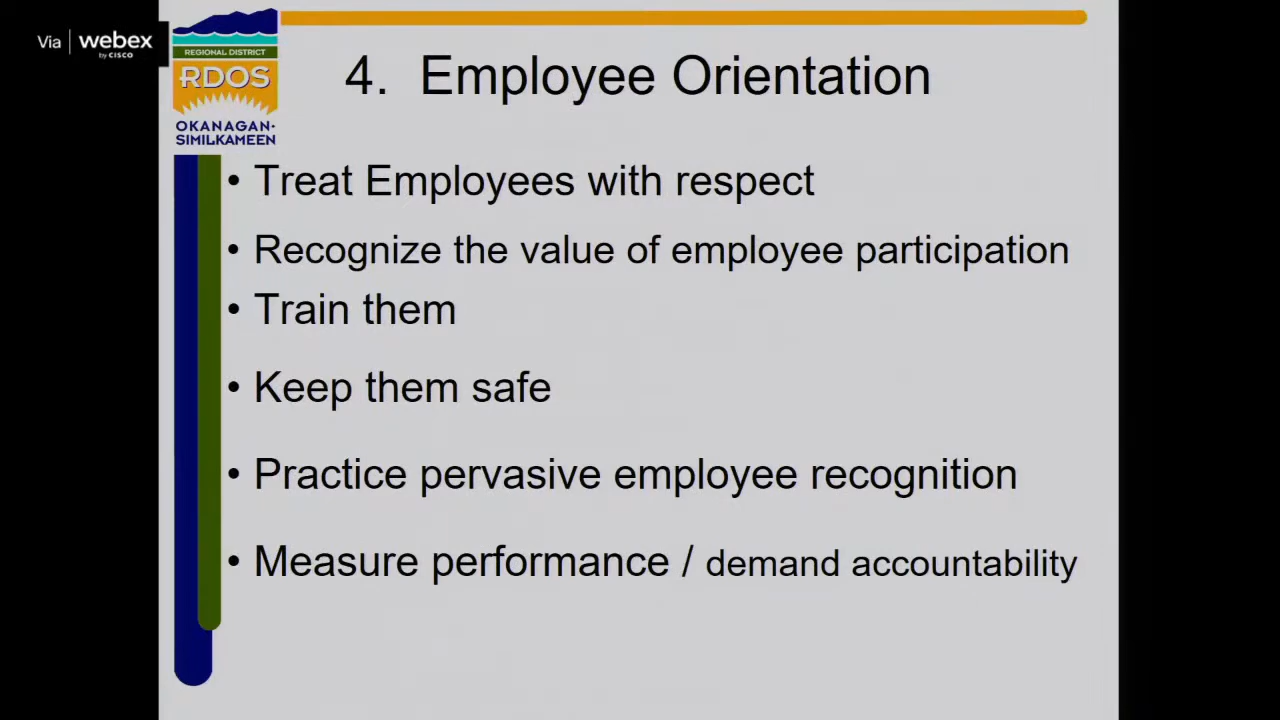 Via webex
by CISCO
REGIONAL DISTRICT
RDOS
OKANAGAN-
SIMILKAMEEN
4. Employee Orientation
• Treat Employees with respect
• Recognize the value of employee participation
• Train them
• Keep them safe
• Practice pervasive employee recognition
• Measure performance / demand accountability